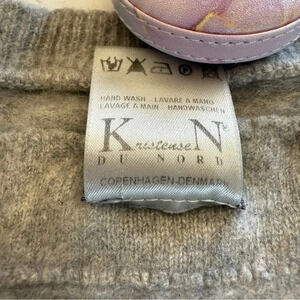 HAND WASH - LAVARE A MANO
LAVAGE A MAIN - HANDWASCHEN
KristenseN
DU NORD
COPENHAGEN-DENMARK